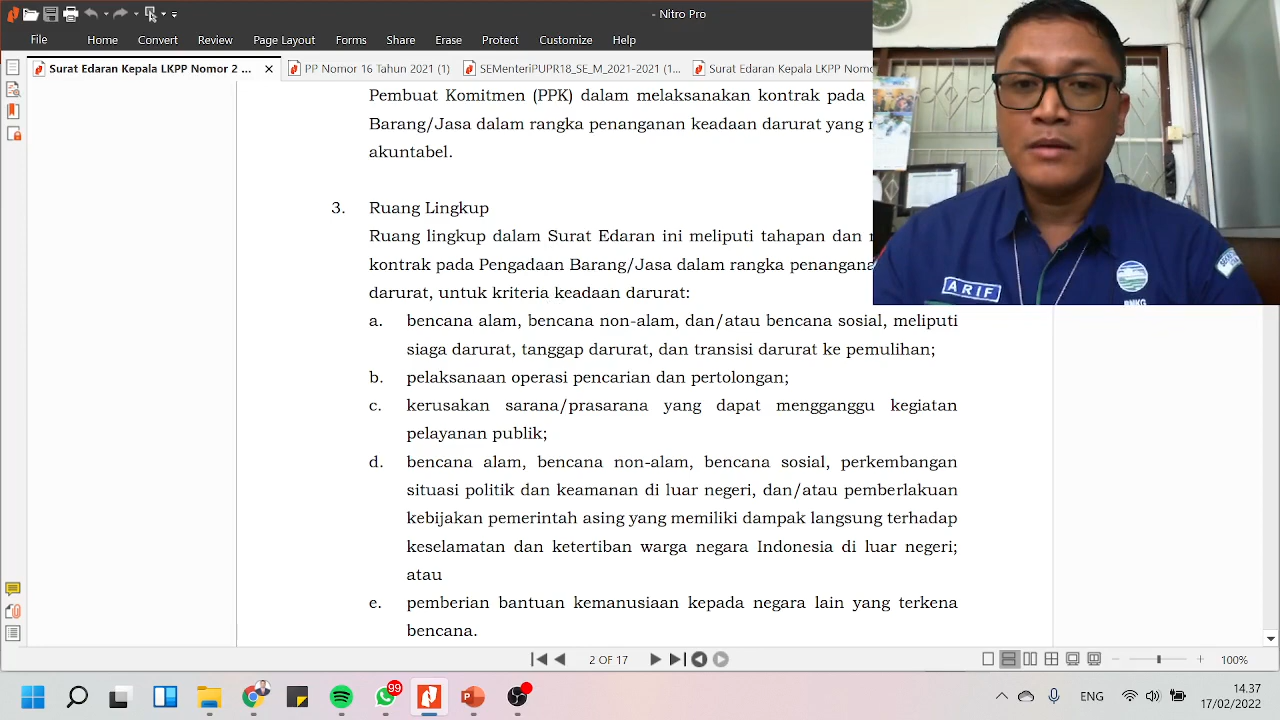 - Nitro Pro
File Home Convert Review Page Layout Forms Share Erase Protect Customize Help
Surat Edaran Kepala LKPP Nomor 2 ... PP Nomor 16 Tahun 2021 (1) SEMenteriPUPR18_SE_M_2021-2021 (1... Surat Edaran Kepala LKPP Nomo
Pembuat Komitmen (PPK) dalam melaksanakan kontrak pada
Barang/Jasa dalam rangka penanganan keadaan darurat yang
akuntabel.
3. Ruang Lingkup
Ruang lingkup dalam Surat Edaran ini meliputi tahapan dan
kontrak pada Pengadaan Barang/Jasa dalam rangka penangana
darurat, untuk kriteria keadaan darurat:
a. bencana alam, bencana non-alam, dan/atau bencana sosial, meliputi
siaga darurat, tanggap darurat, dan transisi darurat ke pemulihan;
b. pelaksanaan operasi pencarian dan pertolongan;
c. kerusakan sarana/prasarana yang dapat mengganggu kegiatan
pelayanan publik;
d. bencana alam, bencana non-alam, bencana sosial, perkembangan
situasi politik dan keamanan di luar negeri, dan/atau pemberlakuan
kebijakan pemerintah asing yang memiliki dampak langsung terhadap
keselamatan dan ketertiban warga negara Indonesia di luar negeri;
atau
e. pemberian bantuan kemanusiaan kepada negara lain yang terkena
bencana.
ARIF
BMKG
2 OF 17
100%
99
ENG
14.37
17/02/2022